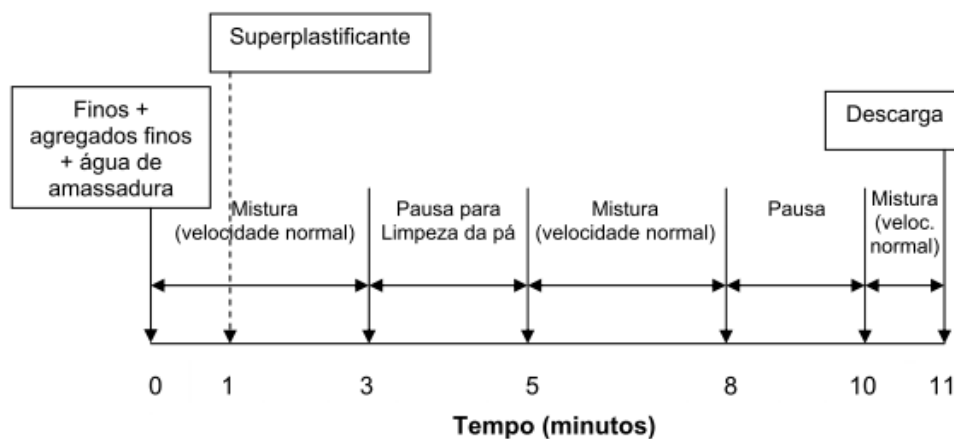 Superplastificante
Finos +
agregados finos
+ água de
amassadura
Descarga
Mistura
(velocidade normal)
Pausa para
Limpeza da pá
Mistura
(velocidade normal)
Pausa
Mistura
(veloc.
normal)
0 1 3 5 8 10 11
Tempo (minutos)